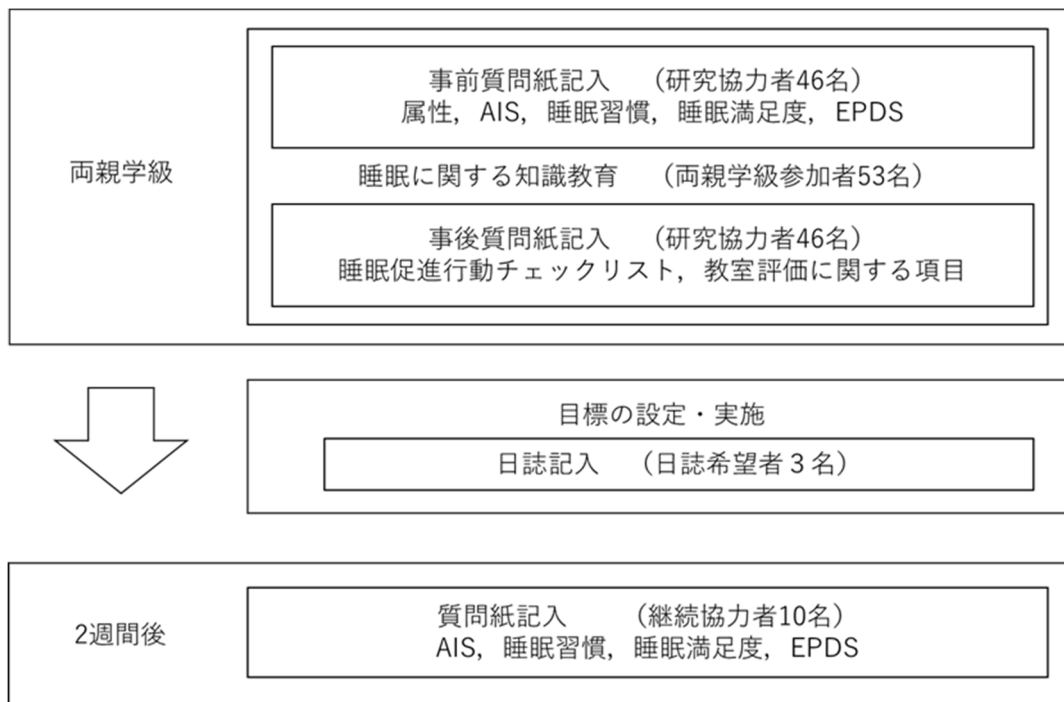 両親学級
事前質問紙記入　（研究協力者46名）
属性，AIS，睡眠習慣，睡眠満足度，EPDS
睡眠に関する知識教育　（両親学級参加者53名）
事後質問紙記入　（研究協力者46名）
睡眠促進行動チェックリスト，教室評価に関する項目
目標の設定・実施
日誌記入　（日誌希望者３名）
2週間後
質問紙記入　（継続協力者10名）
AIS，睡眠習慣，睡眠満足度，EPDS